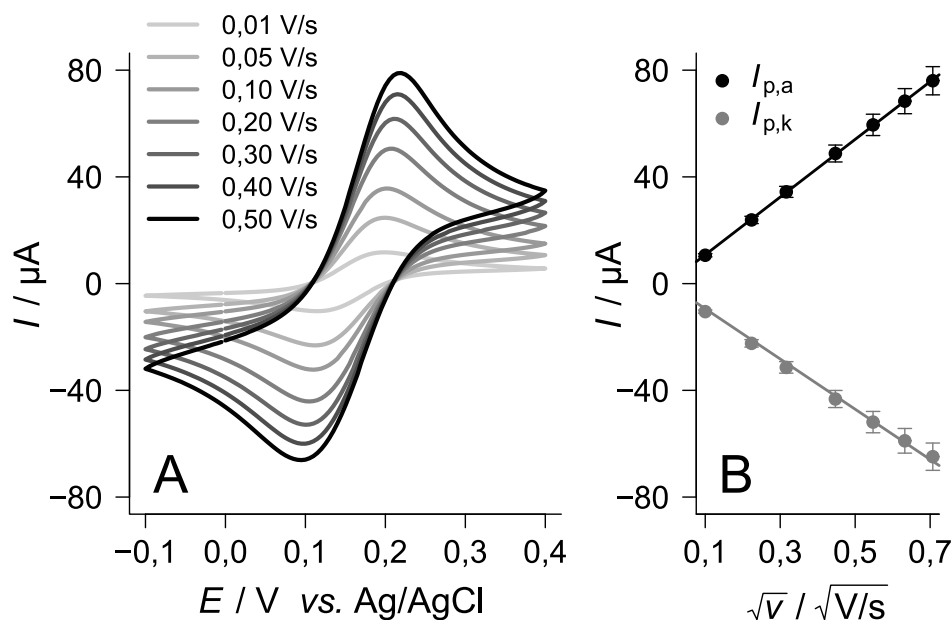 0,01 V/s
0,05 V/s
0,10 V/s
0,20 V/s
0,30 V/s
0,40 V/s
0,50 V/s
80
40
0
−40
−80
I / µA
A
−0,1
0,0
0,1
0,2
0,3
0,4
E / V vs. Ag/AgCl
I p,a
I p,k
80
40
0
−40
−80
I / µA
B
0,1
0,3
0,5
0,7
√v / √V/s